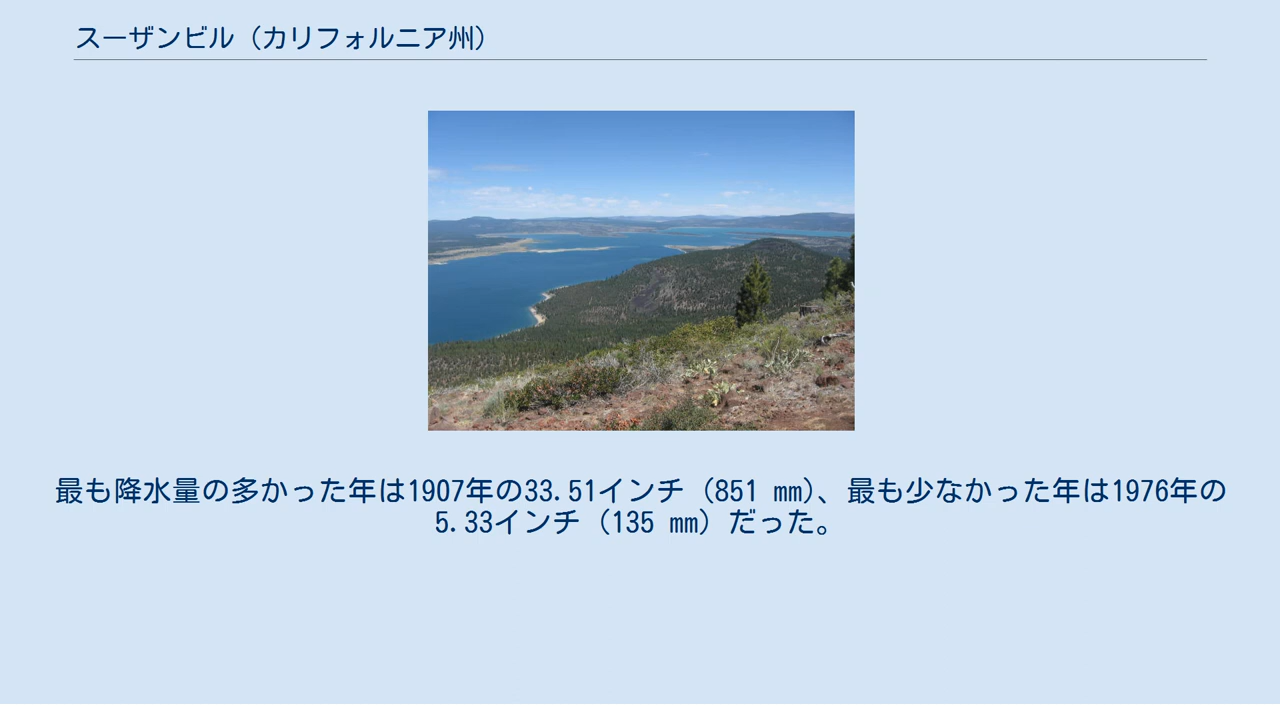 スーザンビル（カリフォルニア州）
最も降水量の多かった年は1907年の33.51インチ（851 mm）、最も少なかった年は1976年の
5.33インチ（135 mm）だった。